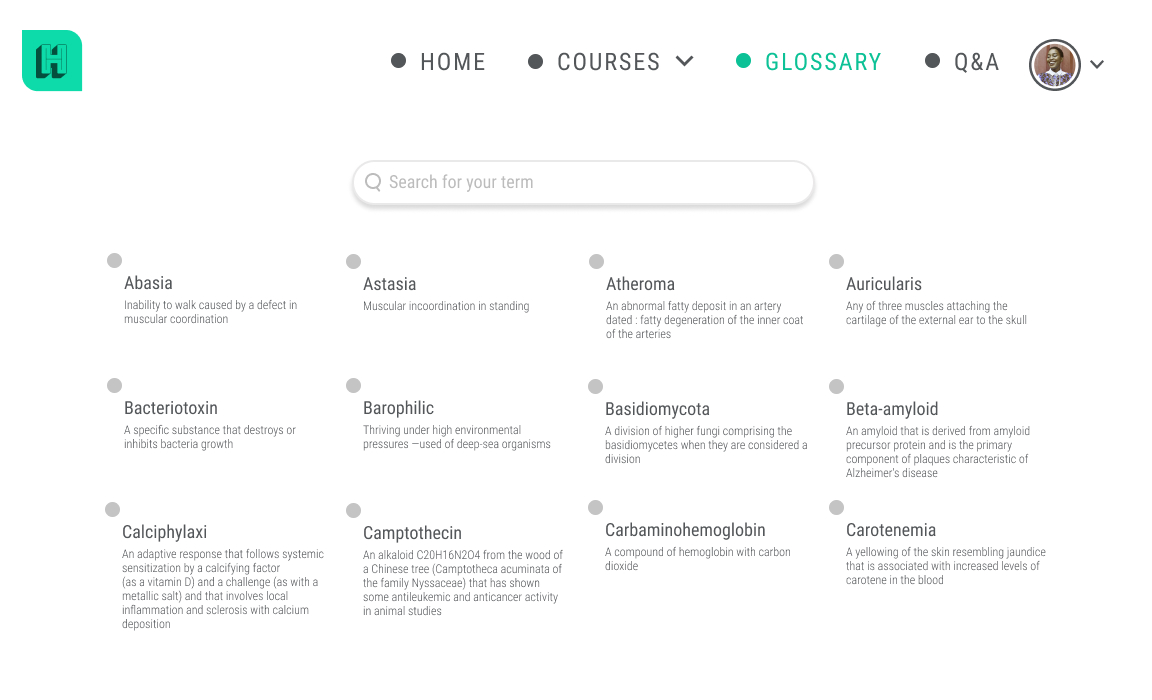 H
HOME
COURSES
GLOSSARY
Q&A
Search for your term
Abasia
Inability to walk caused by a defect in
muscular coordination
Astasia
Muscular incoordination in standing
Atheroma
An abnormal fatty deposit in an artery
dated : fatty degeneration of the inner coat
of the arteries
Auricularis
Any of three muscles attaching the
cartilage of the external ear to the skull
Bacteriotoxin
A specific substance that destroys or
inhibits bacteria growth
Barophilic
Thriving under high environmental
pressures —used of deep-sea organisms
Basidiomycota
A division of higher fungi comprising the
basidiomycetes when they are considered a
division
Beta-amyloid
An amyloid that is derived from amyloid
precursor protein and is the primary
component of plaques characteristic of
Alzheimer's disease
Calciphylaxi
An adaptive response that follows systemic
sensitization by a calcifying factor
(as a vitamin D) and a challenge (as with a
metallic salt) and that involves local
inflammation and sclerosis with calcium
deposition
Camptothecin
An alkaloid C20H16N2O4 from the wood of
a Chinese tree (Camptotheca acuminata of
the family Nyssaceae) that has shown
some antileukemic and anticancer activity
in animal studies
Carbaminohemoglobin
A compound of hemoglobin with carbon
dioxide
Carotenemia
A yellowing of the skin resembling jaundice
that is associated with increased levels of
carotene in the blood